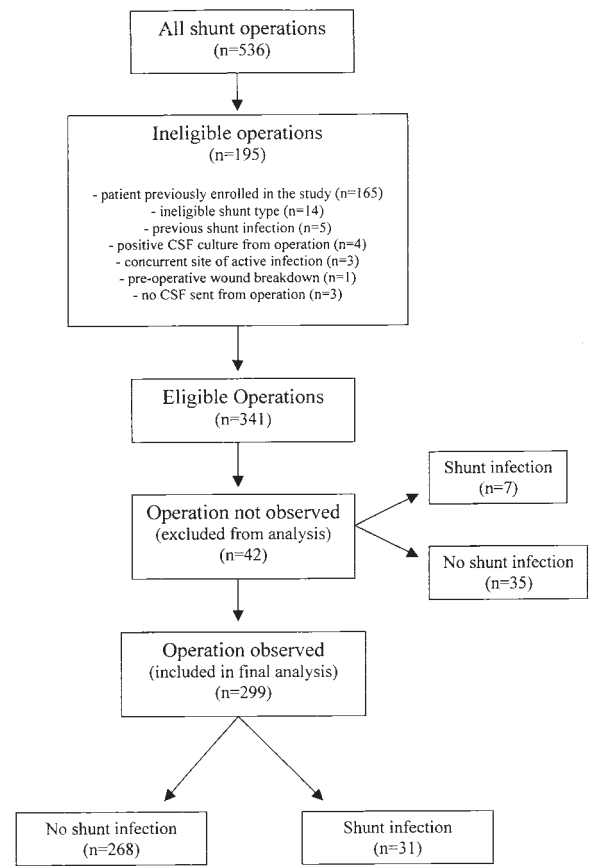 All shunt operations
(n=536)
Ineligible operations
(n=195)
- patient previously enrolled in the study (n=165)
- ineligible shunt type (n=14)
- previous shunt infection (n=5)
- positive CSF culture from operation (n=4)
- concurrent site of active infection (n=3)
- pre-operative wound breakdown (n=1)
- no CSF sent from operation (n=3)
Eligible Operations
(n=341)
Shunt infection
(n=7)
Operation not observed
(excluded from analysis)
(n=42)
No shunt infection
(n=35)
Operation observed
(included in final analysis)
(n=299)
No shunt infection
(n=268)
Shunt infection
(n=31)